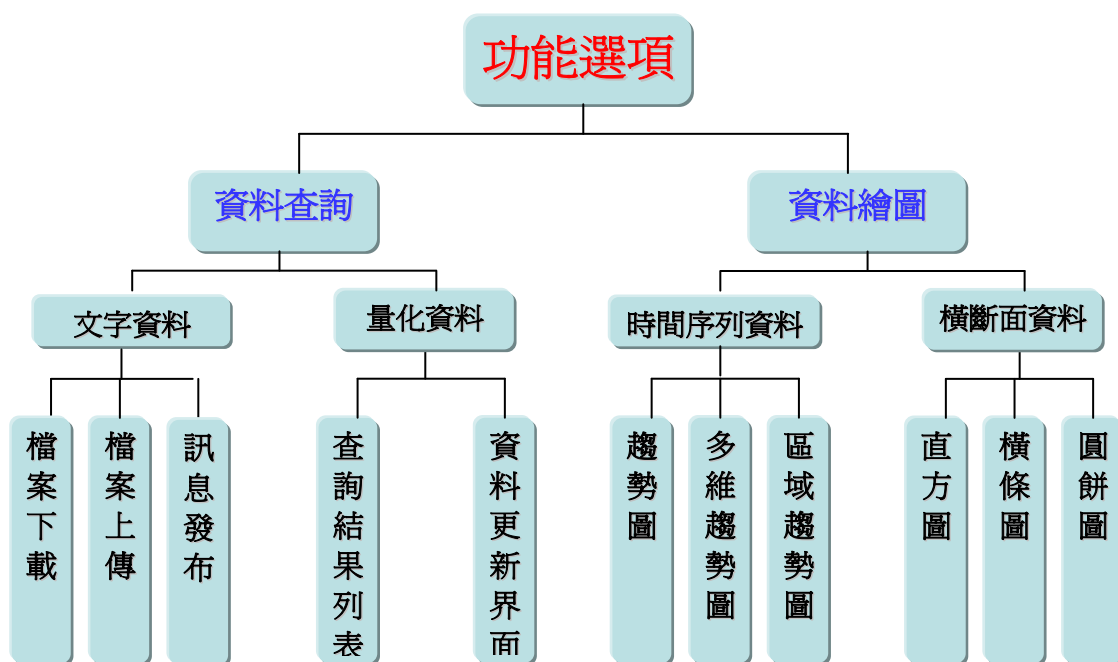 功能選項
資料查詢
資料繪圖
文字資料
量化資料
時間序列資料
橫斷面資料
檔案下載
檔案上傳
訊息發布
查詢結果列表
資料更新界面
趨勢圖
多維趨勢圖
區域趨勢圖
直方圖
橫條圖
圓餅圖